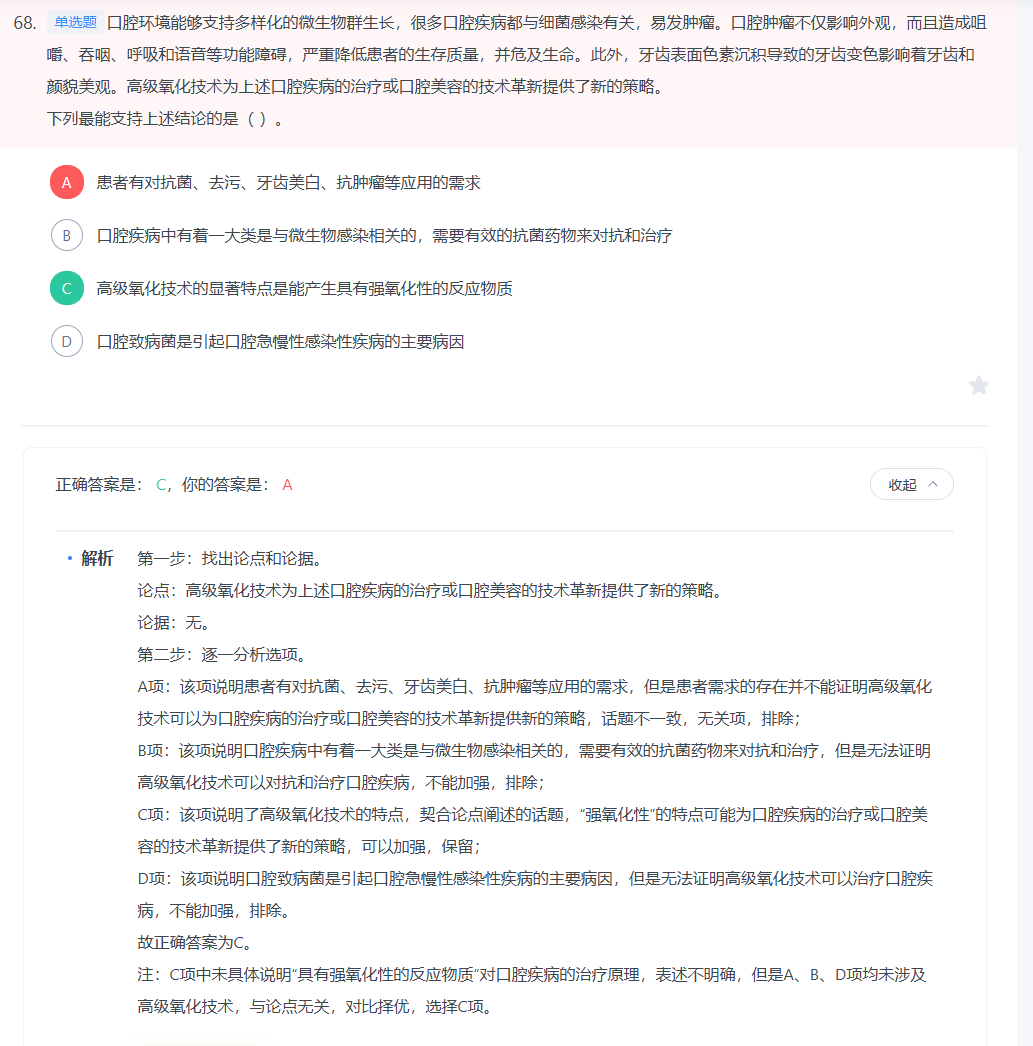 68. 单选题 口腔环境能够支持多样化的微生物群生长，很多口腔疾病都与细菌感染有关，易发肿瘤。口腔肿瘤不仅影响外观，而且造成咀
嚼、吞咽、呼吸和语音等功能障碍，严重降低患者的生存质量，并危及生命。此外，牙齿表面色素沉积导致的牙齿变色影响着牙齿和
颜貌美观。高级氧化技术为上述口腔疾病的治疗或口腔美容的技术革新提供了新的策略。
下列最能支持上述结论的是（ ）。
A 患者有对抗菌、去污、牙齿美白、抗肿瘤等应用的需求
B 口腔疾病中有着一大类是与微生物感染相关的，需要有效的抗菌药物来对抗和治疗
C 高级氧化技术的显著特点是能产生具有强氧化性的反应物质
D 口腔致病菌是引起口腔急慢性感染性疾病的主要病因
正确答案是： C，你的答案是： A
收起
• 解析 第一步：找出论点和论据。
论点：高级氧化技术为上述口腔疾病的治疗或口腔美容的技术革新提供了新的策略。
论据：无。
第二步：逐一分析选项。
A项：该项说明患者有对抗菌、去污、牙齿美白、抗肿瘤等应用的需求，但是患者需求的存在并不能证明高级氧化
技术可以为口腔疾病的治疗或口腔美容的技术革新提供新的策略，话题不一致，无关项，排除；
B项：该项说明口腔疾病中有着一大类是与微生物感染相关的，需要有效的抗菌药物来对抗和治疗，但是无法证明
高级氧化技术可以对抗和治疗口腔疾病，不能加强，排除；
C项：该项说明了高级氧化技术的特点，契合论点阐述的话题，“强氧化性”的特点可能为口腔疾病的治疗或口腔美
容的技术革新提供了新的策略，可以加强，保留；
D项：该项说明口腔致病菌是引起口腔急慢性感染性疾病的主要病因，但是无法证明高级氧化技术可以治疗口腔疾
病，不能加强，排除。
故正确答案为C。
注：C项中未具体说明“具有强氧化性的反应物质”对口腔疾病的治疗原理，表述不明确，但是A、B、D项均未涉及
高级氧化技术，与论点无关，对比择优，选择C项。